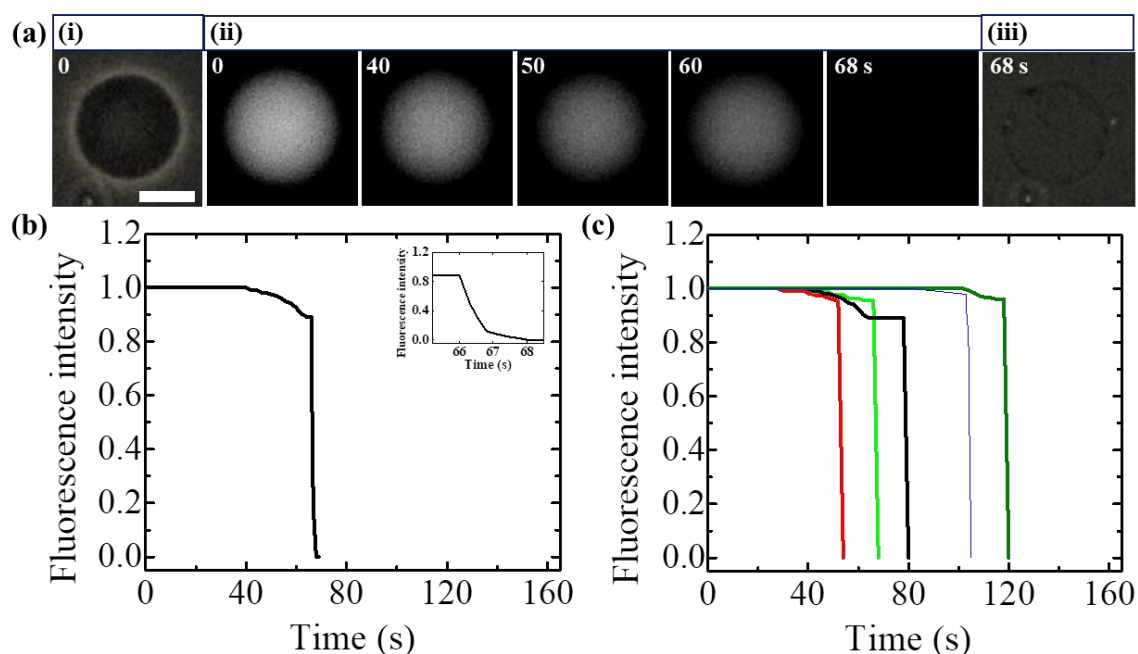 (a) (i) (ii) (iii)
0 0 40 50 60 68 s 68 s
(b)
Fluorescence intensity
1.2
1.0
0.8
0.6
0.4
0.2
0.0
0 40 80 120 160
Time (s)
Fluorescence intensity
1.2
0.8
0.4
0.0
66 67 68
Time (s)
(c)
Fluorescence intensity
1.2
1.0
0.8
0.6
0.4
0.2
0.0
0 40 80 120 160
Time (s)